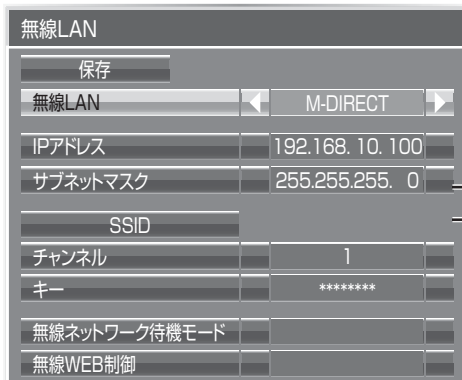 無線LAN
保存
無線LAN M-DIRECT
IPアドレス 192.168. 10. 100
サブネットマスク 255.255.255. 0
SSID
チャンネル 1
キー ********
無線ネットワーク待機モード
無線WEB制御